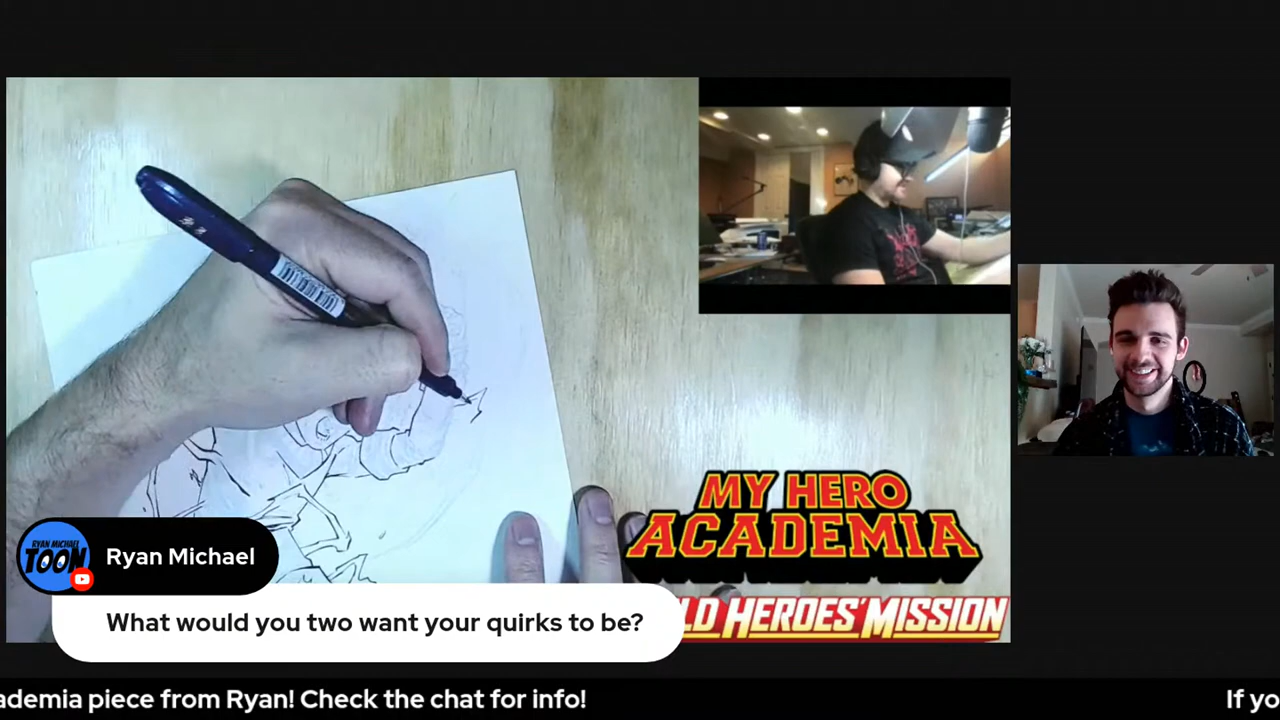 MY HERO
ACADEMIA
LD HEROES' MISSION
RYAN MICHAEL
TOON
Ryan Michael
What would you two want your quirks to be?
ademia piece from Ryan! Check the chat for info!
If yo